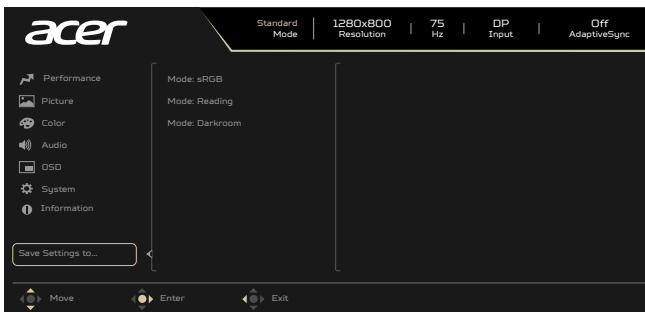 acer
Standard Mode
1280x800 Resolution
75 Hz
DP Input
Off AdaptiveSync
Performance
Picture
Color
Audio
OSD
System
Information
Save Settings to...
Mode: sRGB
Mode: Reading
Mode: Darkroom
Move
Enter
Exit